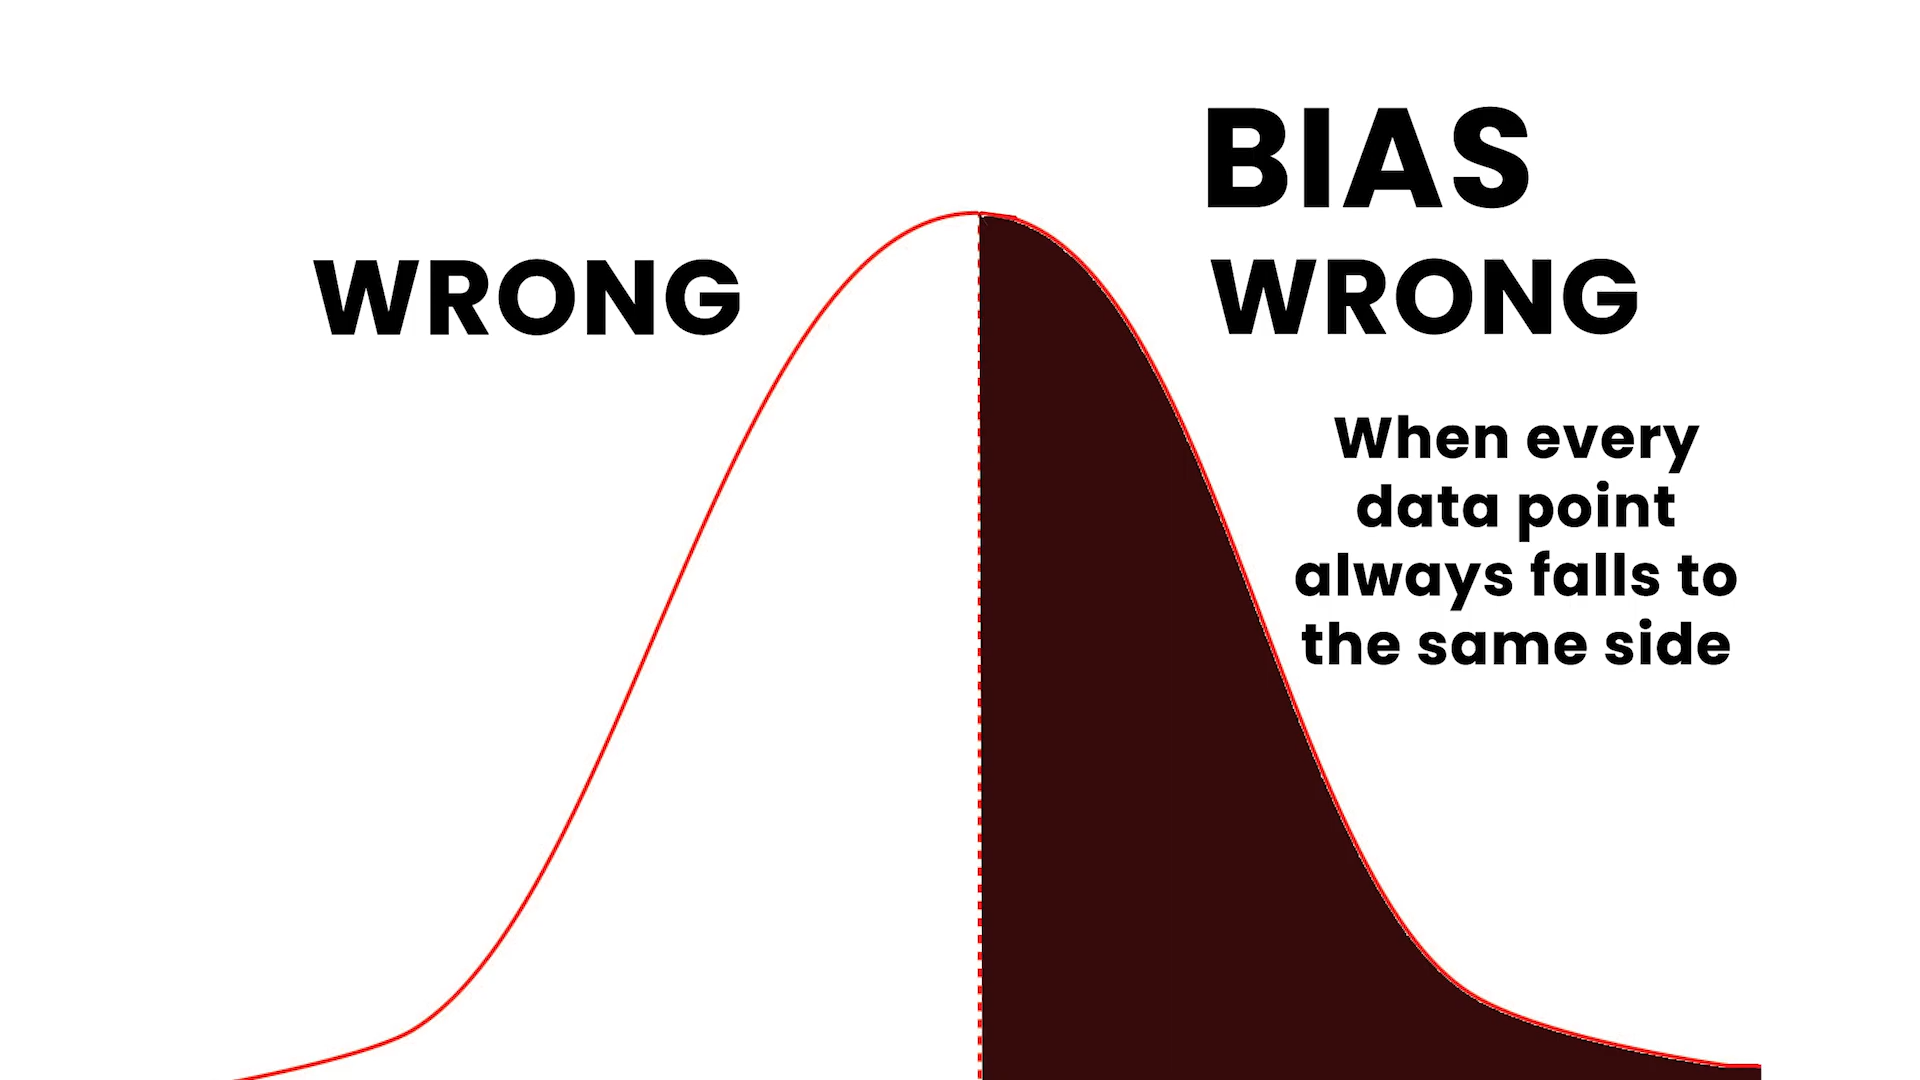 WRONG
BIAS
WRONG
When every
data point
always falls to
the same side